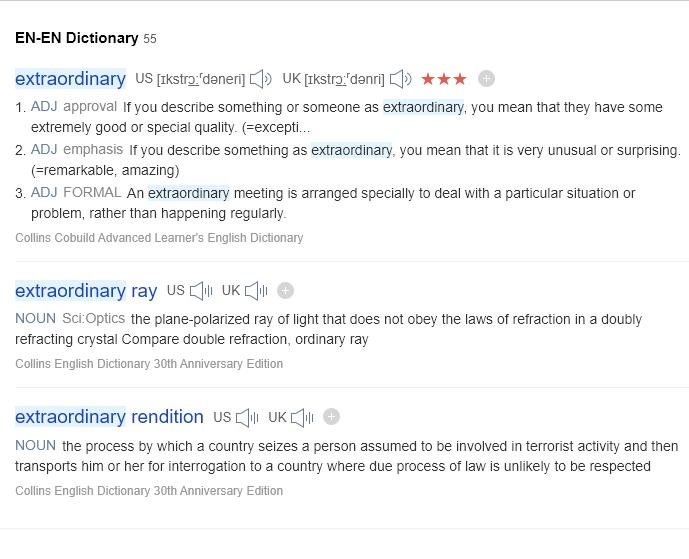 EN-EN Dictionary 55
extraordinary US [ɪkstrɔːʳdəneri] UK [ɪkstrɔːʳdənri] ★★★
1. ADJ approval If you describe something or someone as extraordinary, you mean that they have some
extremely good or special quality. (=excepti...
2. ADJ emphasis If you describe something as extraordinary, you mean that it is very unusual or surprising.
(=remarkable, amazing)
3. ADJ FORMAL An extraordinary meeting is arranged specially to deal with a particular situation or
problem, rather than happening regularly.
Collins Cobuild Advanced Learner's English Dictionary
extraordinary ray US UK
NOUN Sci:Optics the plane-polarized ray of light that does not obey the laws of refraction in a doubly
refracting crystal Compare double refraction, ordinary ray
Collins English Dictionary 30th Anniversary Edition
extraordinary rendition US UK
NOUN the process by which a country seizes a person assumed to be involved in terrorist activity and then
transports him or her for interrogation to a country where due process of law is unlikely to be respected
Collins English Dictionary 30th Anniversary Edition